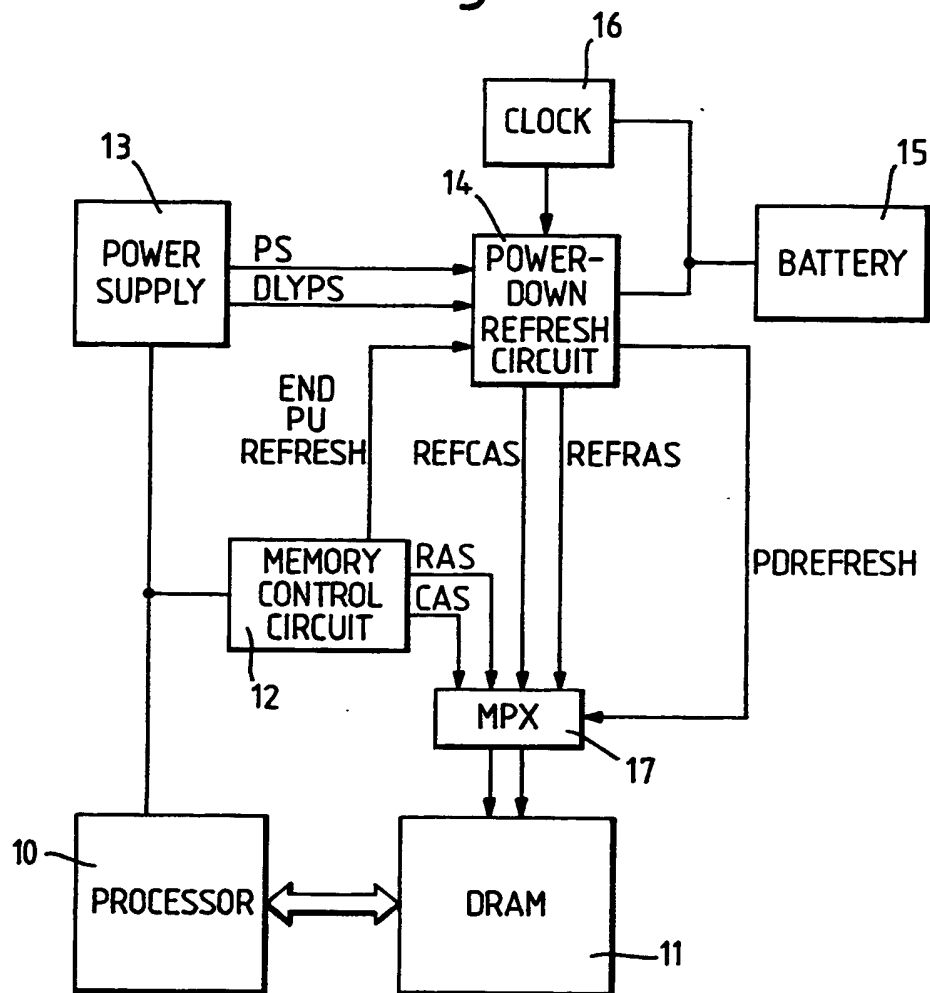 16
CLOCK
13
14
15
POWER
SUPPLY
PS
DLYPS
POWER-
DOWN
REFRESH
CIRCUIT
BATTERY
END
PU
REFRESH
REFCAS
REFRAS
PDREFRESH
MEMORY
CONTROL
CIRCUIT
RAS
CAS
12
MPX
17
10
PROCESSOR
DRAM
11